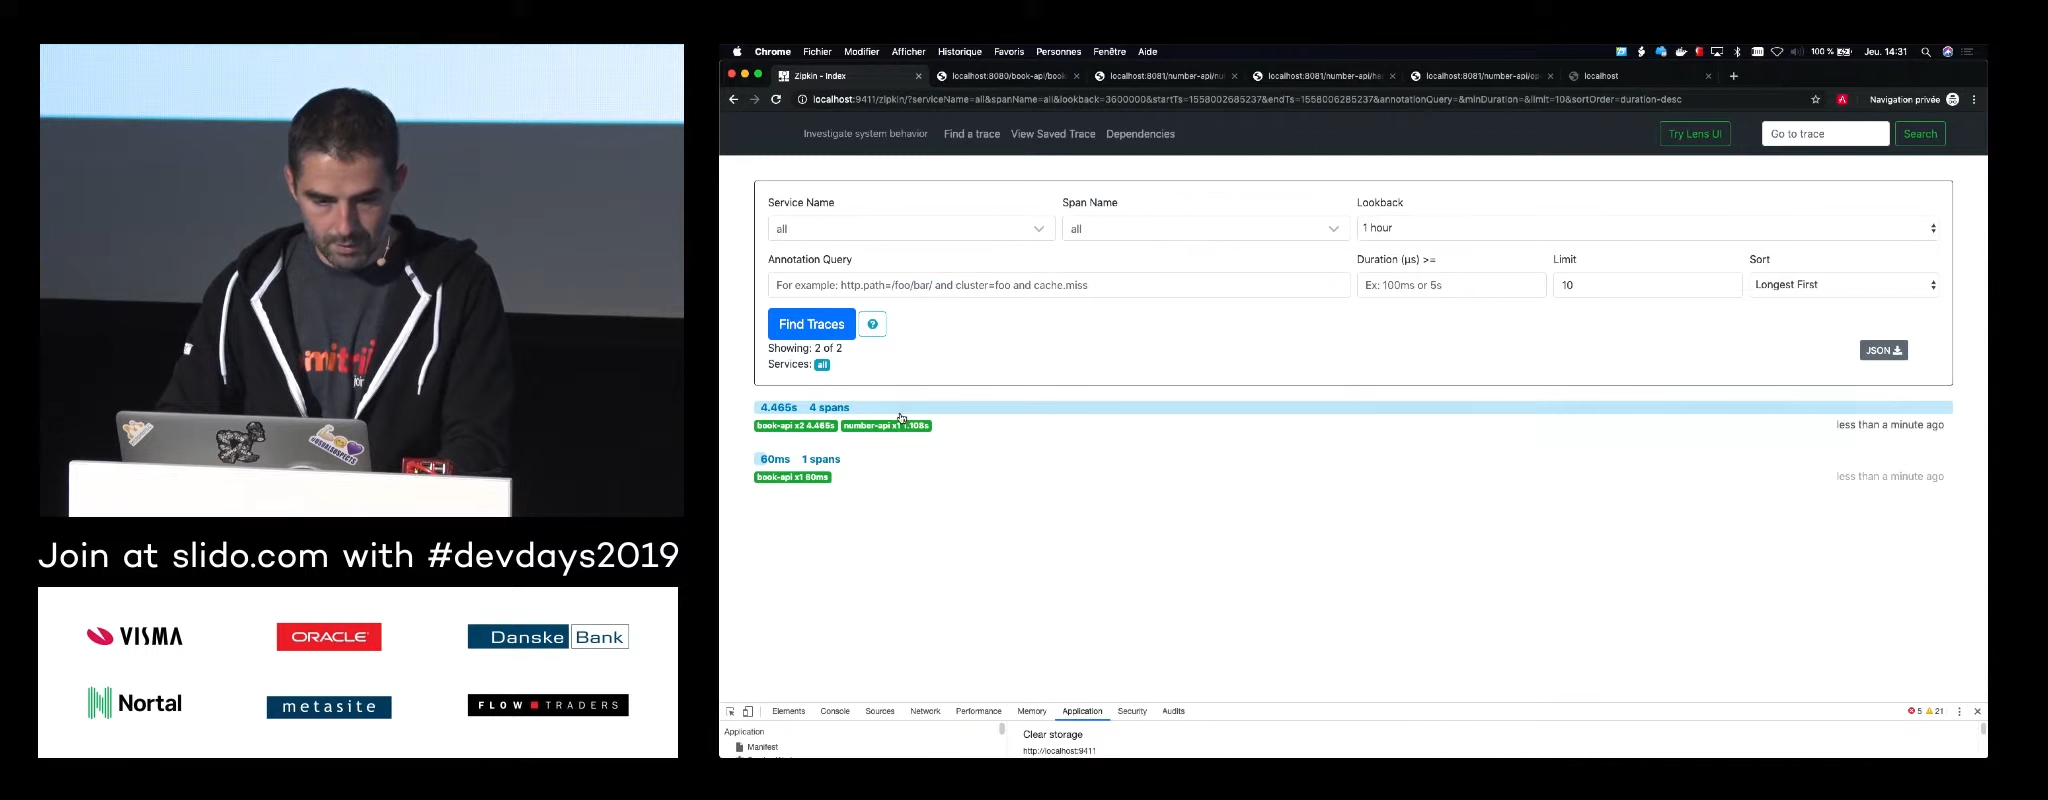 Chrome Fichier Modifier Afficher Historique Favoris Personnes Fenêtre Aide
100 % Jeu. 14:31
Zipkin - Index
localhost:8080/book-api/book
localhost:8081/number-api/nu
localhost:8081/number-api/he
localhost:8081/number-api/op
localhost
localhost:9411/zipkin/?serviceName=all&spanName=all&lookback=3600000&startTs=1558002685237&endTs=1558006285237&annotationQuery=&minDuration=&limit=10&sortOrder=duration-desc
Navigation privée
Investigate system behavior Find a trace View Saved Trace Dependencies
Try Lens UI Go to trace Search
Service Name Span Name Lookback
all all 1 hour
Annotation Query Duration (μs) >= Limit Sort
For example: http.path=/foo/bar/ and cluster=foo and cache.miss Ex: 100ms or 5s 10 Longest First
Find Traces ?
Showing: 2 of 2
Services: all
JSON
4.465s 4 spans
book-api x2 4.465s number-api x1 1.108s less than a minute ago
60ms 1 spans
book-api x1 60ms less than a minute ago
Elements Console Sources Network Performance Memory Application Security Audits 5 21
Application
Manifest
Clear storage
http://localhost:9411
mitrii
joir
#USUALSUSPECTS
Join at slido.com with #devdays2019
VISMA ORACLE Danske Bank
Nortal metasite FLOW TRADERS